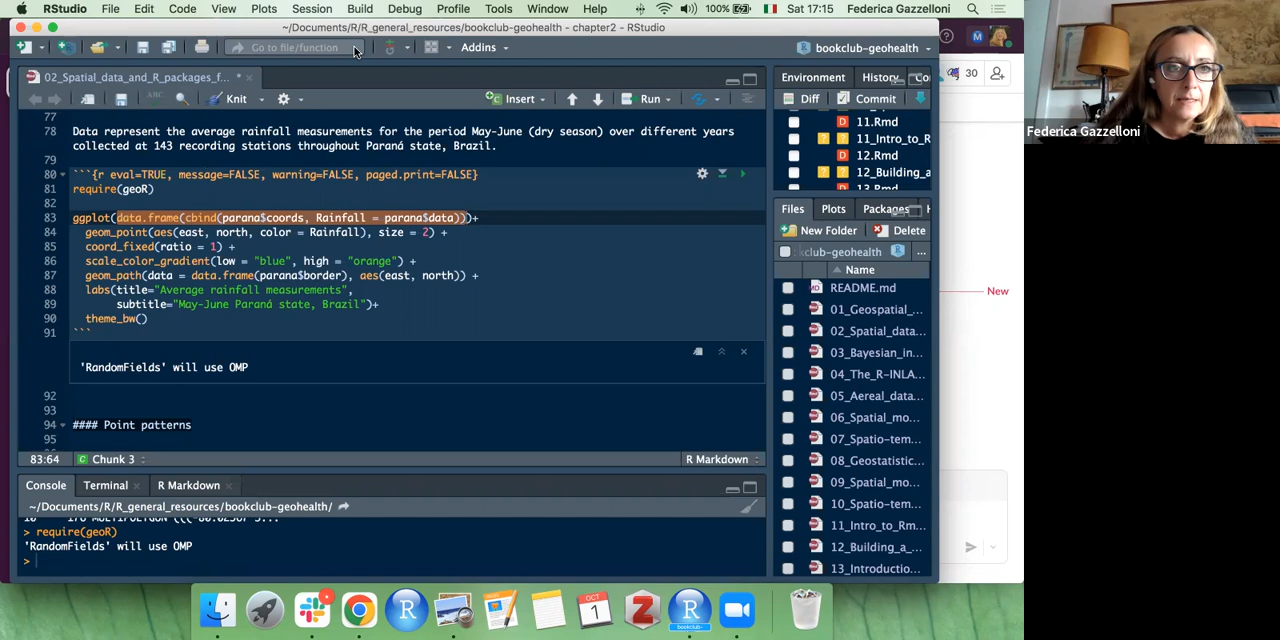 RStudio File Edit Code View Plots Session Build Debug Profile Tools Window Help 100% Sat 17:15 Federica Gazzelloni
~/Documents/R/R_general_resources/bookclub-geohealth - chapter2 - RStudio
Go to file/function Addins bookclub-geohealth
02_Spatial_data_and_R_packages_f... *
Environment History
Knit Insert Run
Diff Commit
77
78 Data represent the average rainfall measurements for the period May-June (dry season) over different years
collected at 143 recording stations throughout Paraná state, Brazil.
79
80 ```{r eval=TRUE, message=FALSE, warning=FALSE, paged.print=FALSE}
81 require(geoR)
82
83 ggplot(data.frame(cbind(parana$coords, Rainfall = parana$data))+
84 geom_point(aes(east, north, color = Rainfall), size = 2) +
85 coord_fixed(ratio = 1) +
86 scale_color_gradient(low = "blue", high = "orange") +
87 geom_path(data = data.frame(parana$border), aes(east, north)) +
88 labs(title="Average rainfall measurements",
89 subtitle="May-June Paraná state, Brazil")+
90 theme_bw()
91 ```
'RandomFields' will use OMP
92
93
94 #### Point patterns
95
83:64 Chunk 3 R Markdown
Console Terminal R Markdown
~/Documents/R/R_general_resources/bookclub-geohealth/
> require(geoR)
'RandomFields' will use OMP
>
11.Rmd
11_Intro_to_R...
12.Rmd
12_Building_a...
13.Rmd
Files Plots Packages
New Folder Delete
klub-geohealth ...
Name
README.md
01_Geospatial_...
02_Spatial_data...
03_Bayesian_in...
04_The_R-INLA...
05_Aereal_data...
06_Spatial_mo...
07_Spatio-tem...
08_Geostatistic...
09_Spatial_mo...
10_Spatio-tem...
11_Intro_to_Rm...
12_Building_a_...
13_Introductio...
M
30
New
Federica Gazzelloni
OCT
1
R
Z
R
bookclub-